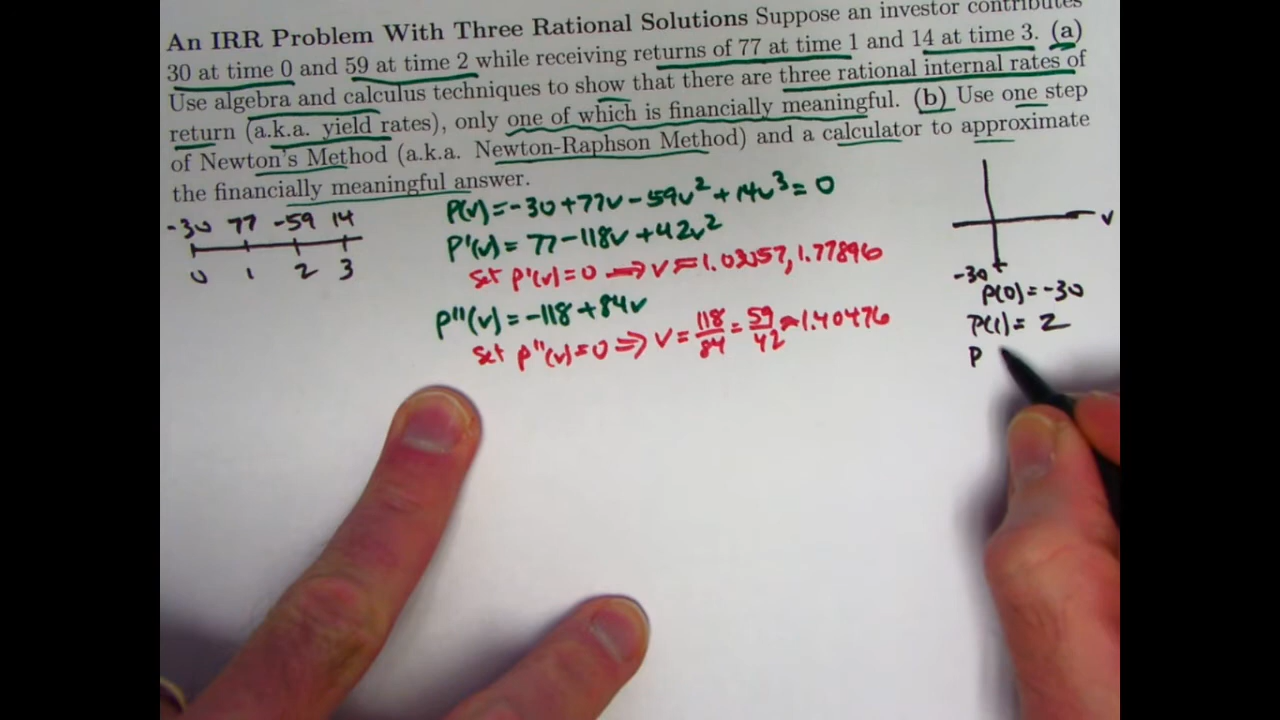 An IRR Problem With Three Rational Solutions Suppose an investor contributes
30 at time 0 and 59 at time 2 while receiving returns of 77 at time 1 and 14 at time 3. (a)
Use algebra and calculus techniques to show that there are three rational internal rates of
return (a.k.a. yield rates), only one of which is financially meaningful. (b) Use one step
of Newton's Method (a.k.a. Newton-Raphson Method) and a calculator to approximate
the financially meaningful answer.
-30 77 -59 14
0 1 2 3
P(v) = -30 + 77v - 59v² + 14v³ = 0
P'(v) = 77 - 118v + 42v²
Set p'(v) = 0 ⟹ v ≈ 1.03057, 1.77896
p''(v) = -118 + 84v
Set p''(v) = 0 ⟹ v = 118/84 = 59/42 ≈ 1.40476
v
-30
P(0) = -30
P(1) = 2
P